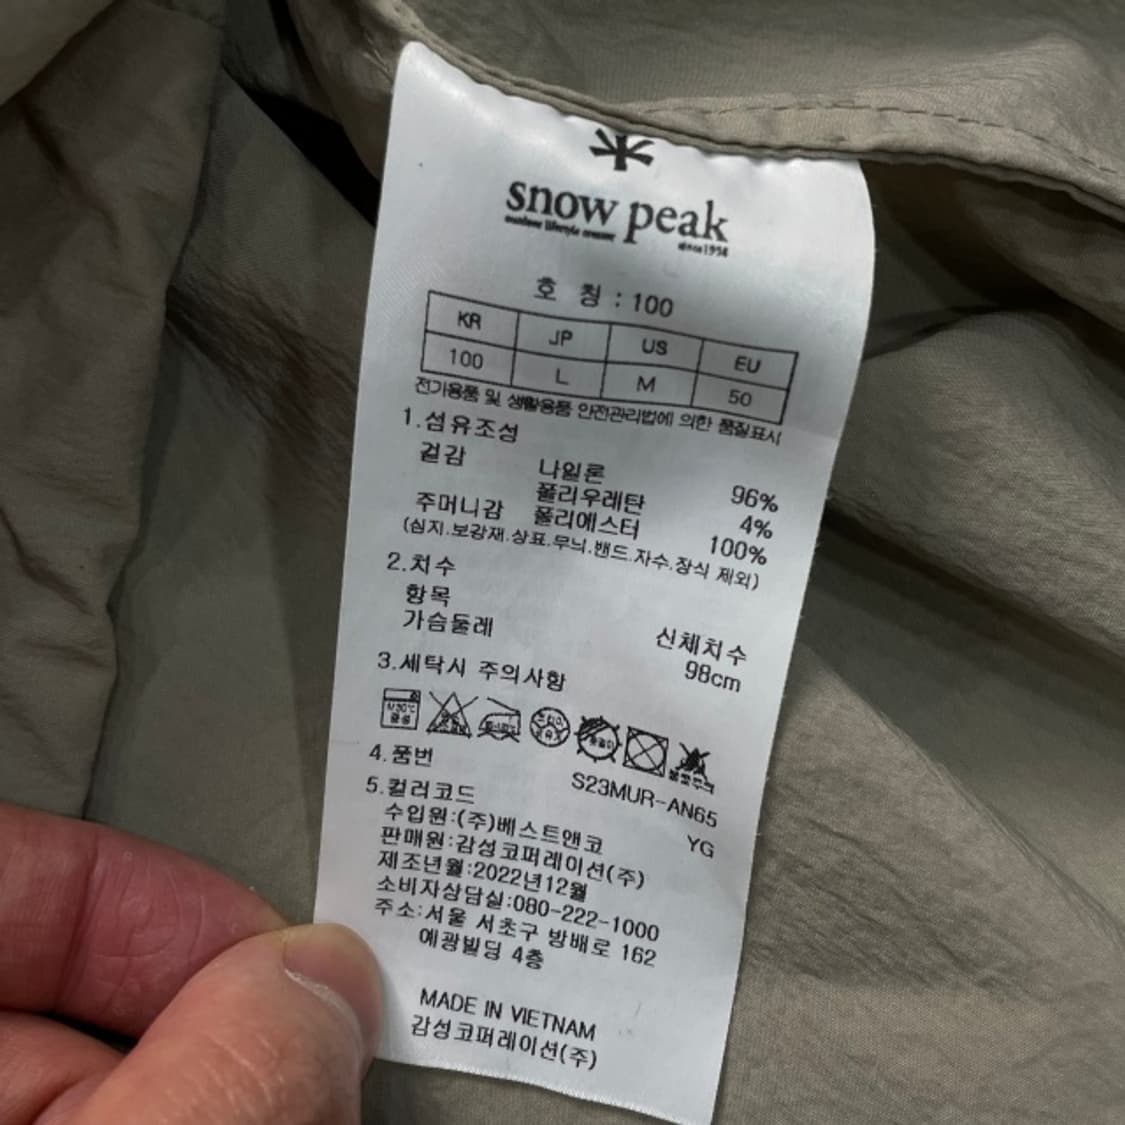 snow peak
outdoor lifestyle creator
since1958
호 칭 : 100
KR JP US EU
100 L M 50
전기용품 및 생활용품 안전관리법에 의한 품질표시
1.섬유조성
겉감 나일론 96%
폴리우레탄 4%
주머니감 폴리에스터 100%
(심지.보강재.상표.무늬.밴드.자수.장식 제외)
2.치수
항목 신체치수
가슴둘레 98cm
3.세탁시 주의사항
4.품번 S23MUR-AN65
5.컬러코드 YG
수입원:(주)베스트앤코
판매원:감성코퍼레이션(주)
제조년월:2022년12월
소비자상담실:080-222-1000
주소:서울 서초구 방배로 162
예광빌딩 4층
MADE IN VIETNAM
감성코퍼레이션(주)